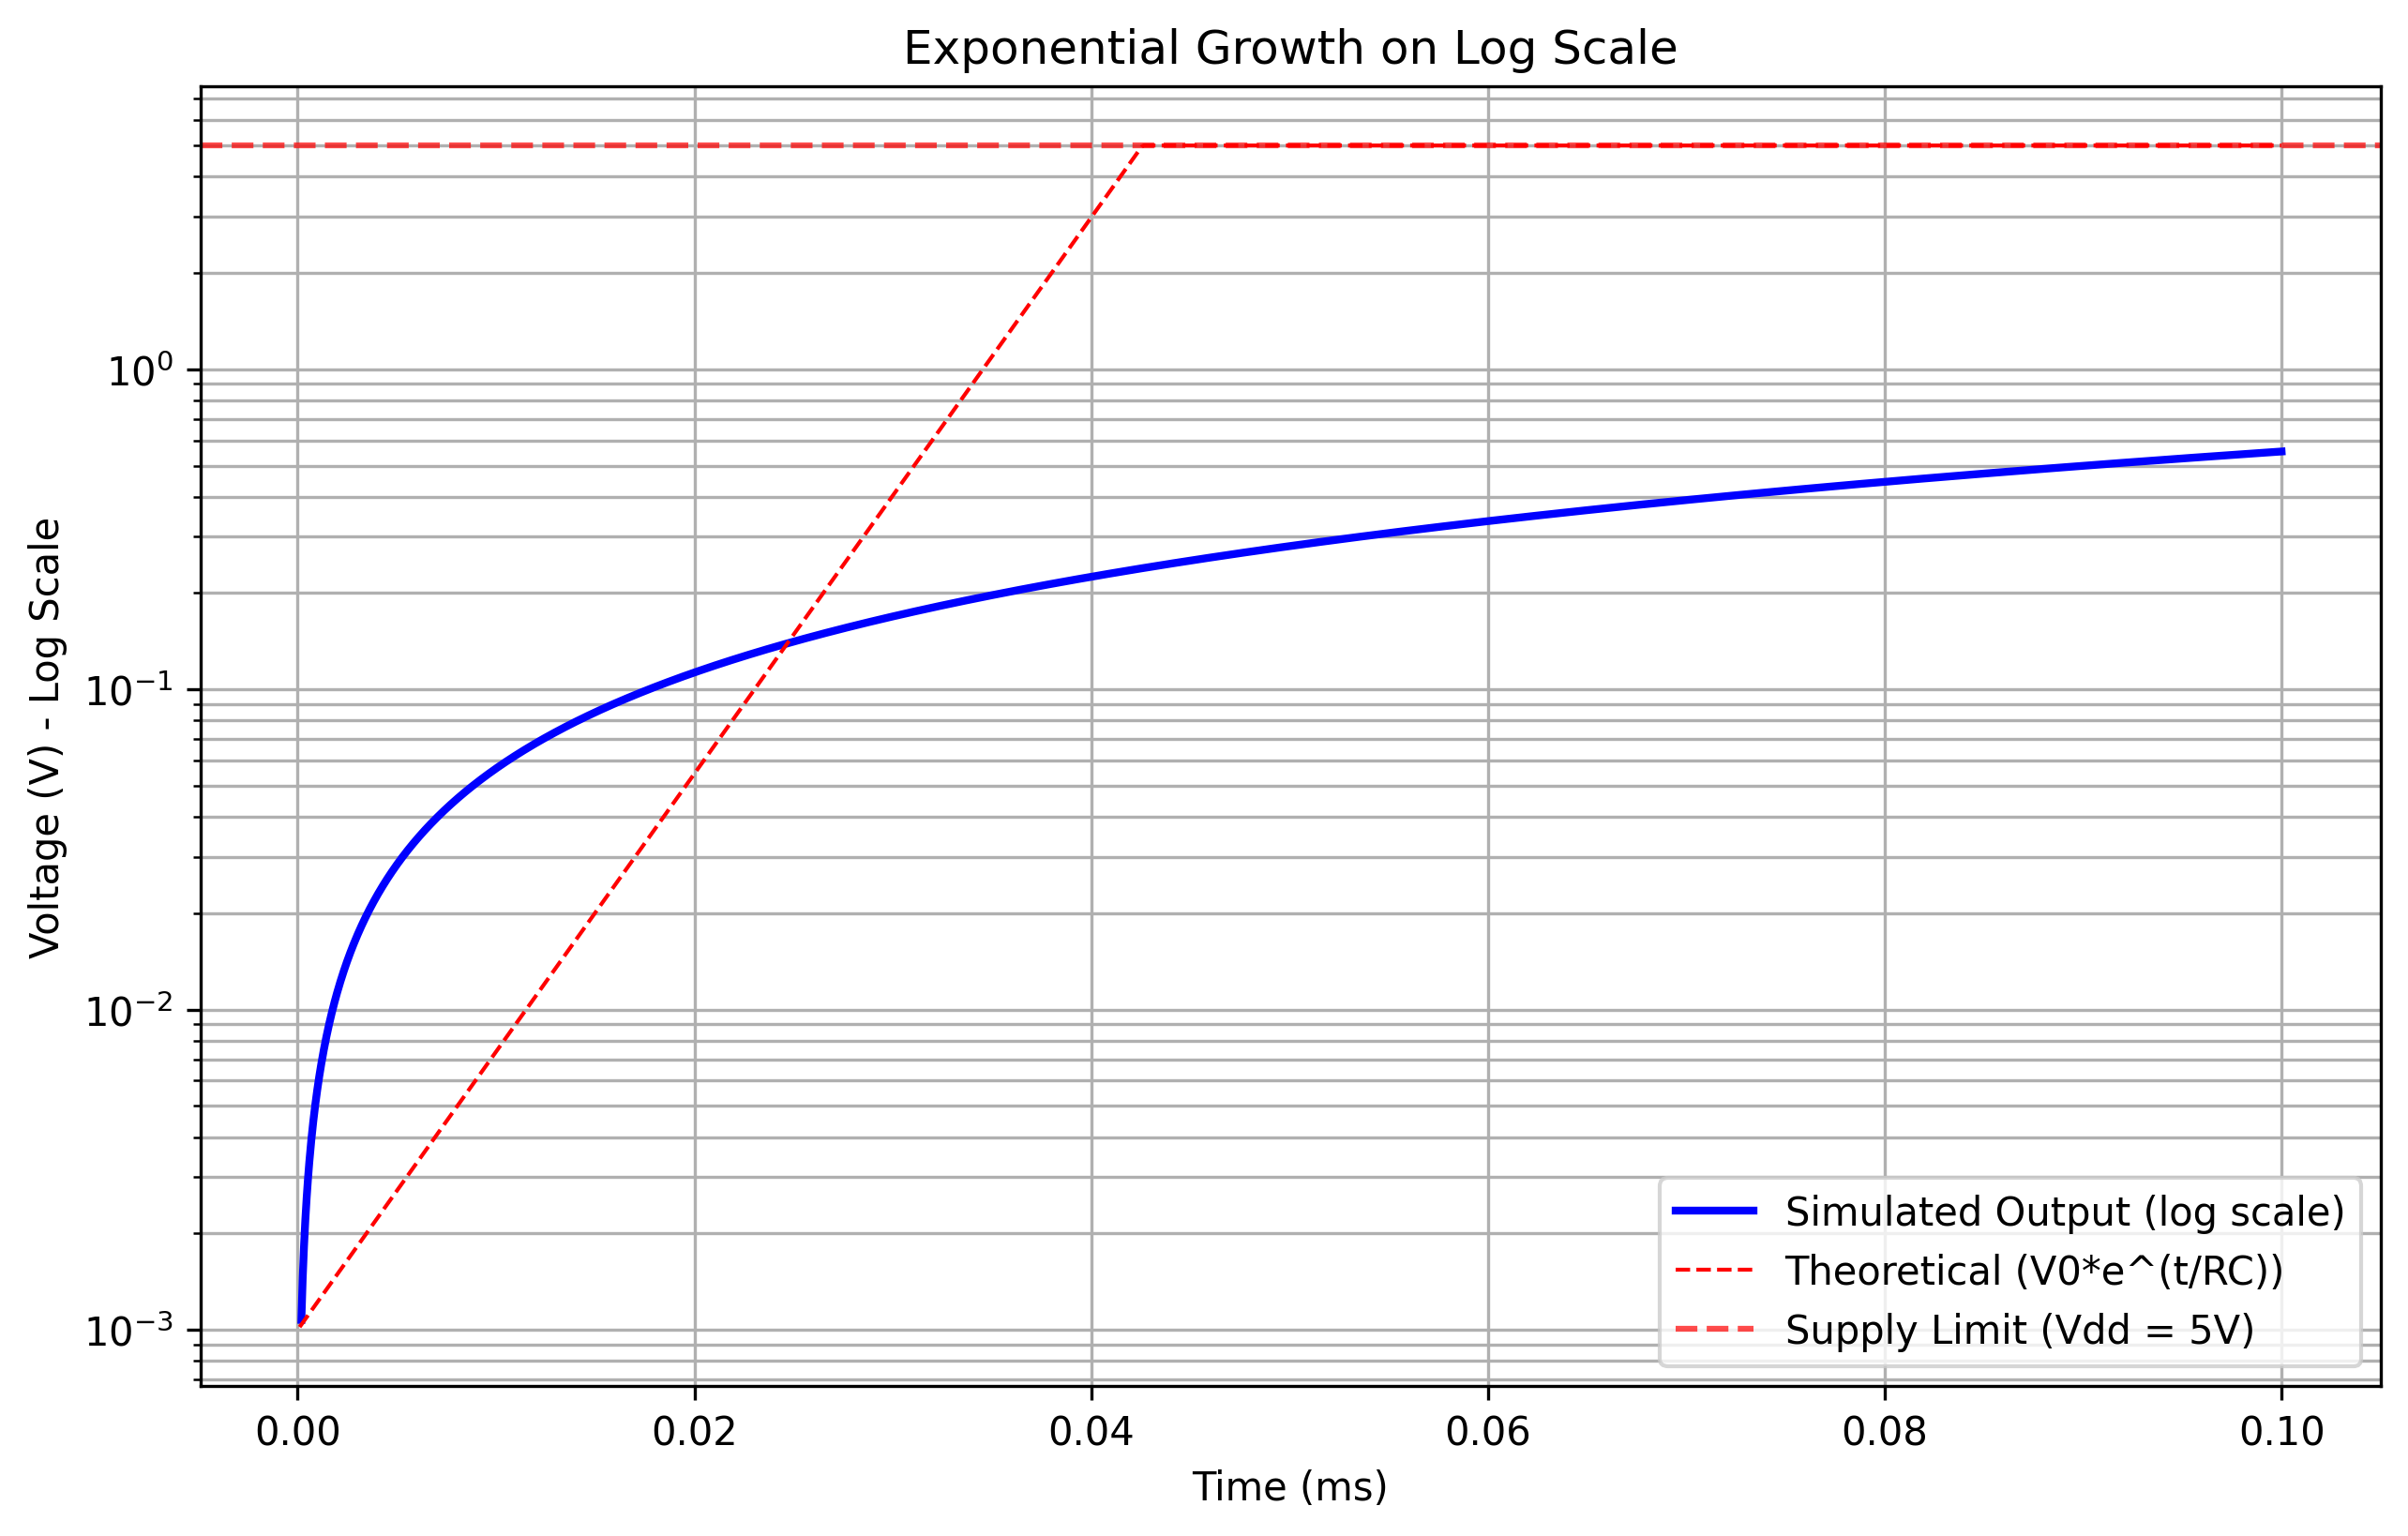 Exponential Growth on Log Scale
Voltage (V) - Log Scale
10⁰
10⁻¹
10⁻²
10⁻³
Simulated Output (log scale)
Theoretical (V0*e^(t/RC))
Supply Limit (Vdd = 5V)
0.00 0.02 0.04 0.06 0.08 0.10
Time (ms)